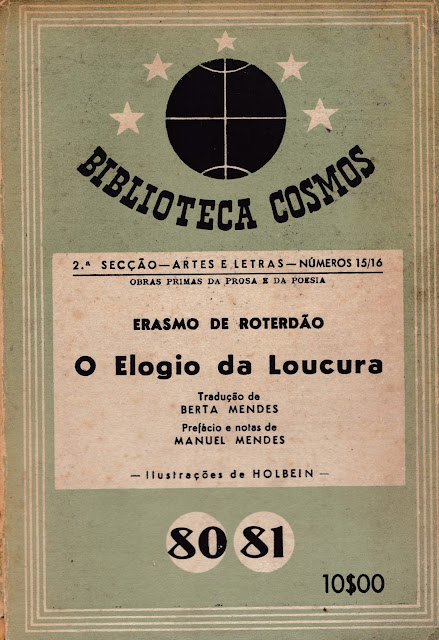 BIBLIOTECA COSMOS
2.ª SECÇÃO—ARTES E LETRAS—NÚMEROS 15/16
OBRAS PRIMAS DA PROSA E DA POESIA
ERASMO DE ROTERDÃO
O Elogio da Loucura
Tradução de
BERTA MENDES
Prefácio e notas de
MANUEL MENDES
— Ilustrações de HOLBEIN —
80 81
10$00